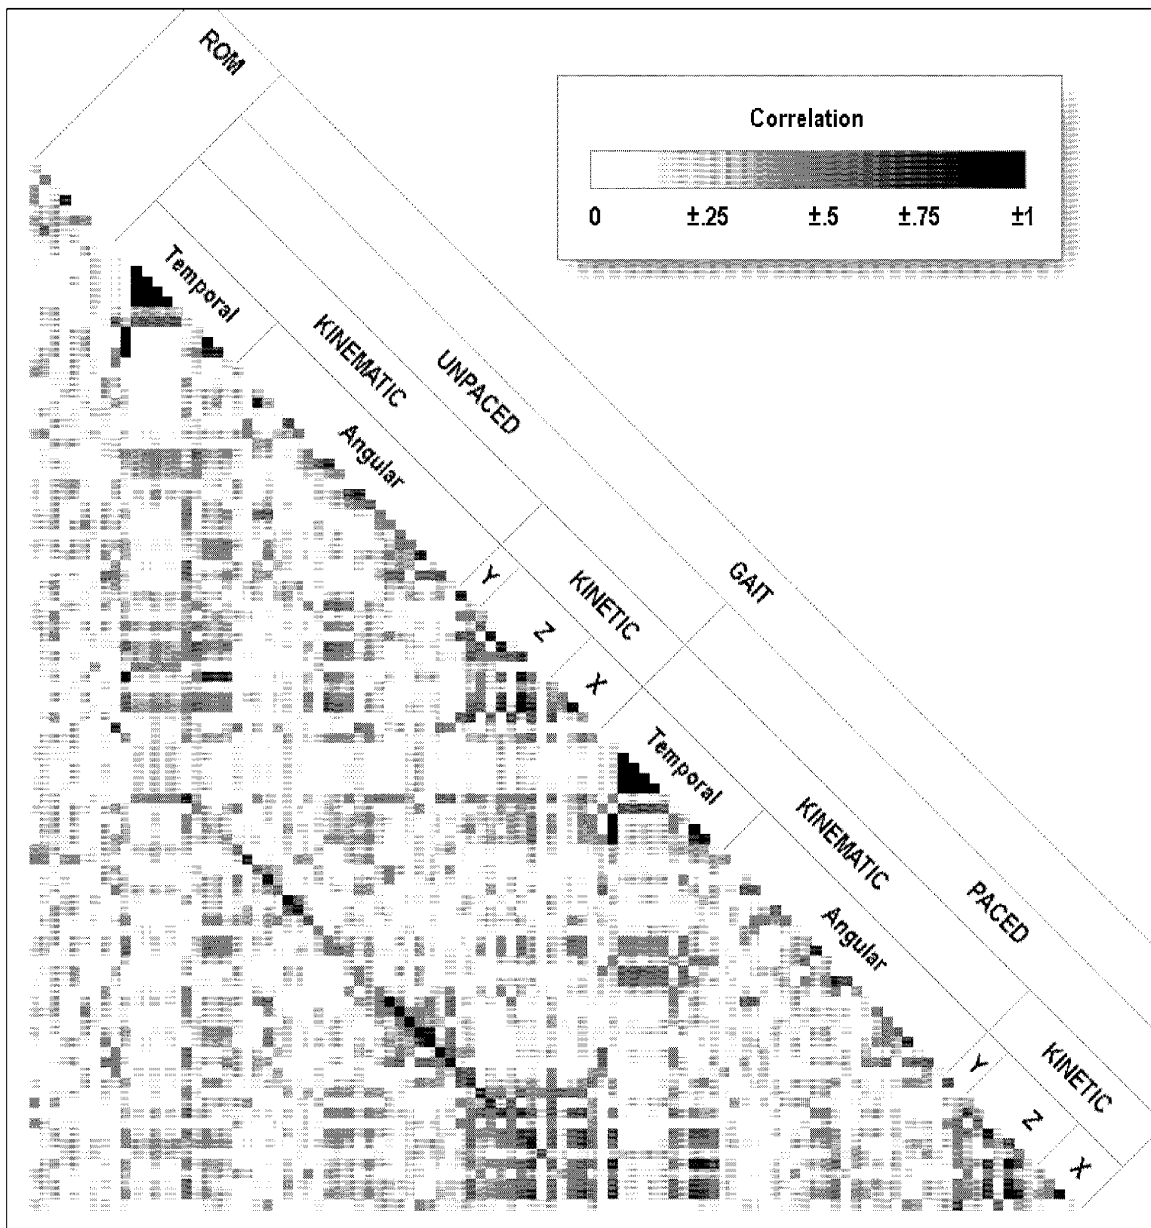 ROM
Correlation
0 ±.25 ±.5 ±.75 ±1
Temporal
KINEMATIC
UNPACED
Angular
GAIT
Y
KINETIC
Z
X
Temporal
KINEMATIC
PACED
Angular
Y
KINETIC
Z
X